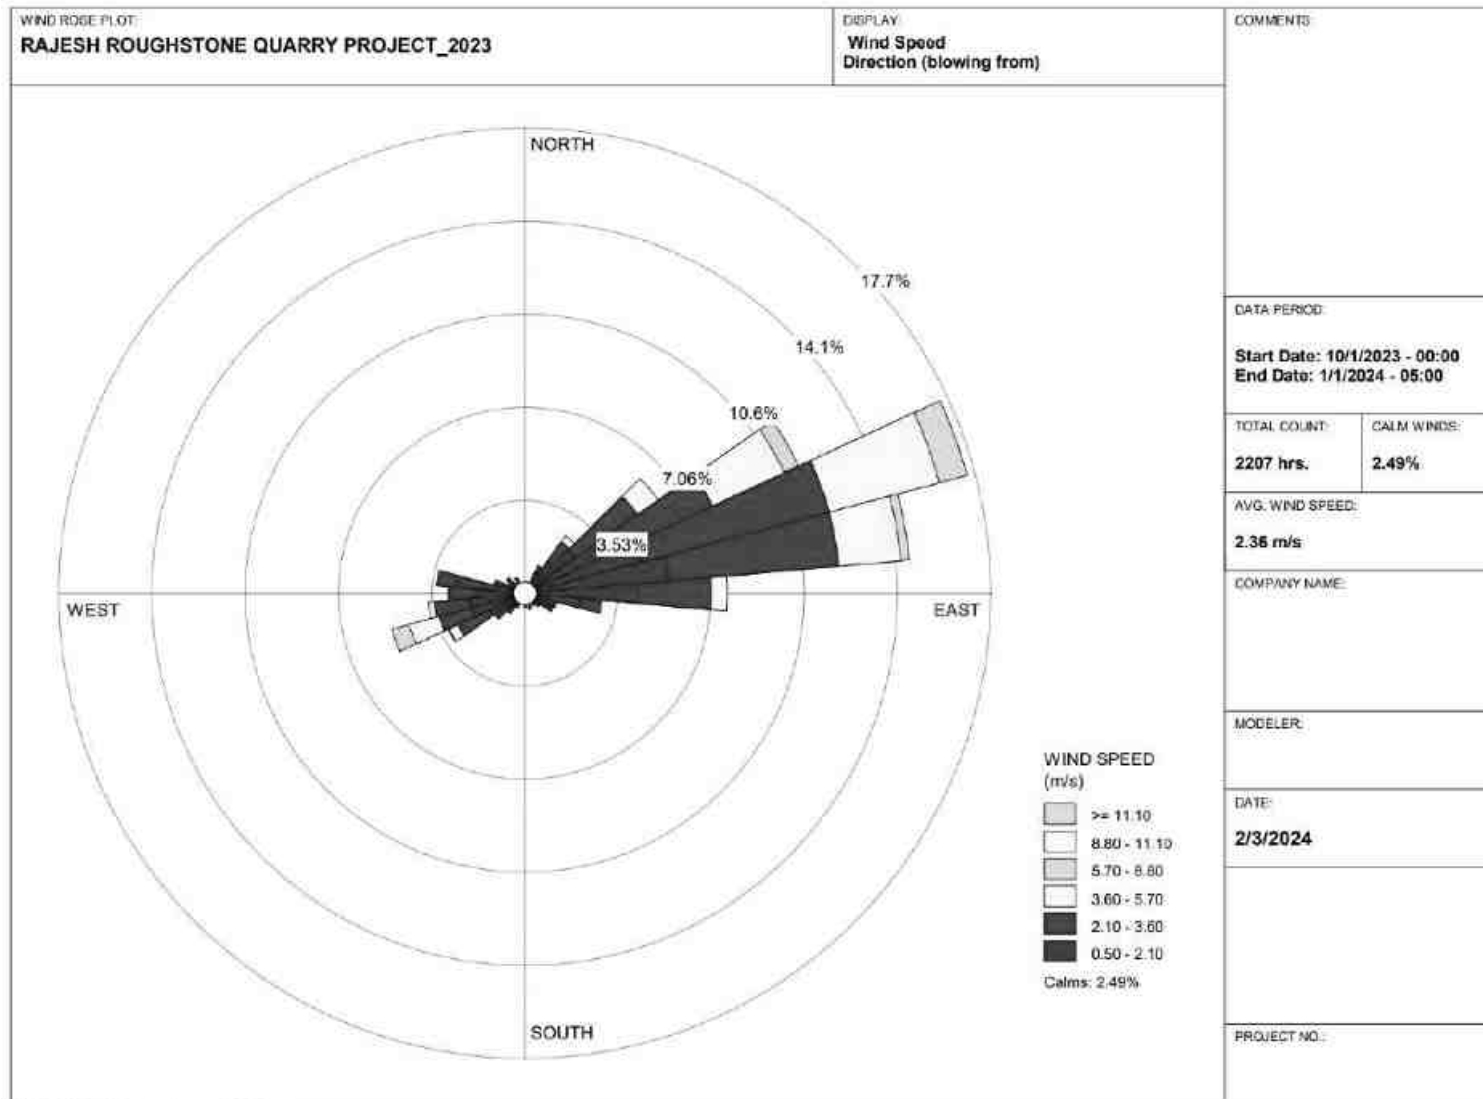 WIND ROSE PLOT:
RAJESH ROUGHSTONE QUARRY PROJECT_2023
DISPLAY:
Wind Speed
Direction (blowing from)
COMMENTS:
NORTH
17.7%
14.1%
10.6%
7.06%
3.53%
WEST
EAST
SOUTH
WIND SPEED
(m/s)
>= 11.10
8.80 - 11.10
5.70 - 8.80
3.60 - 5.70
2.10 - 3.60
0.50 - 2.10
Calms: 2.49%
DATA PERIOD:
Start Date: 10/1/2023 - 00:00
End Date: 1/1/2024 - 05:00
TOTAL COUNT:
2207 hrs.
CALM WINDS:
2.49%
AVG. WIND SPEED:
2.36 m/s
COMPANY NAME:
MODELER:
DATE:
2/3/2024
PROJECT NO.: